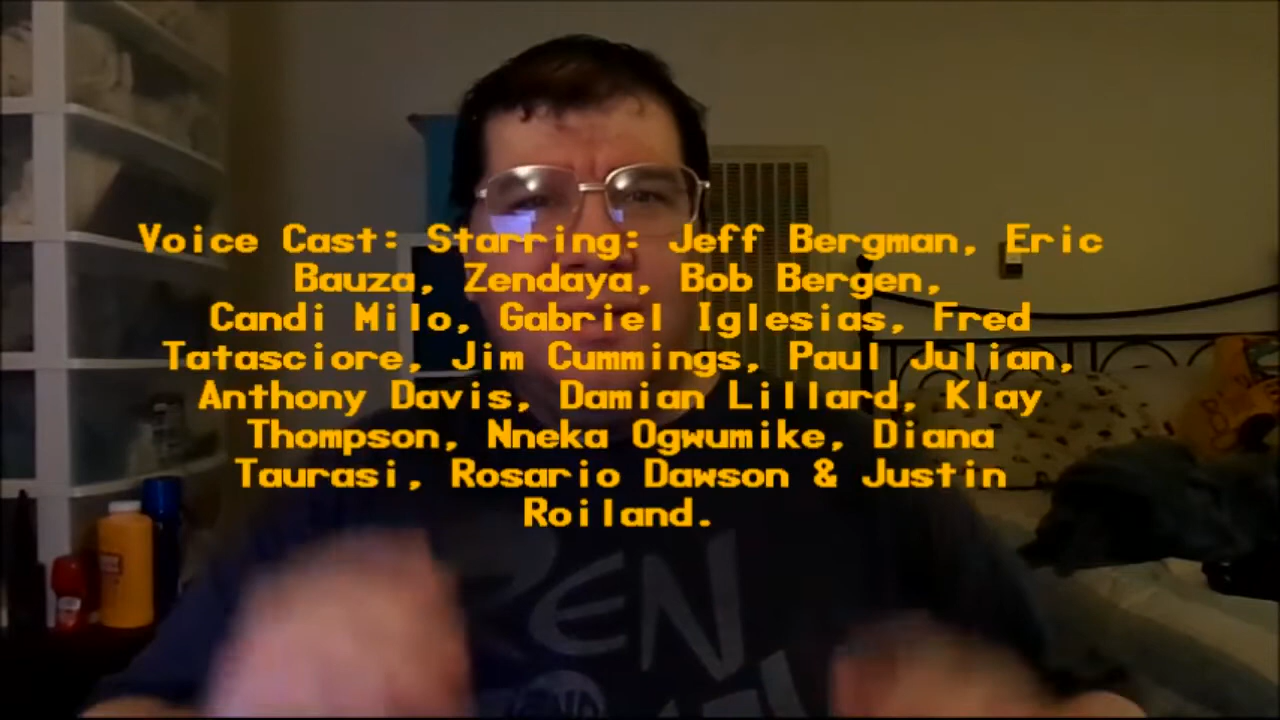 Voice Cast: Starring: Jeff Bergman, Eric
Bauza, Zendaya, Bob Bergen,
Candi Milo, Gabriel Iglesias, Fred
Tatasciore, Jim Cummings, Paul Julian,
Anthony Davis, Damian Lillard, Klay
Thompson, Nneka Ogwumike, Diana
Taurasi, Rosario Dawson & Justin
Roiland.